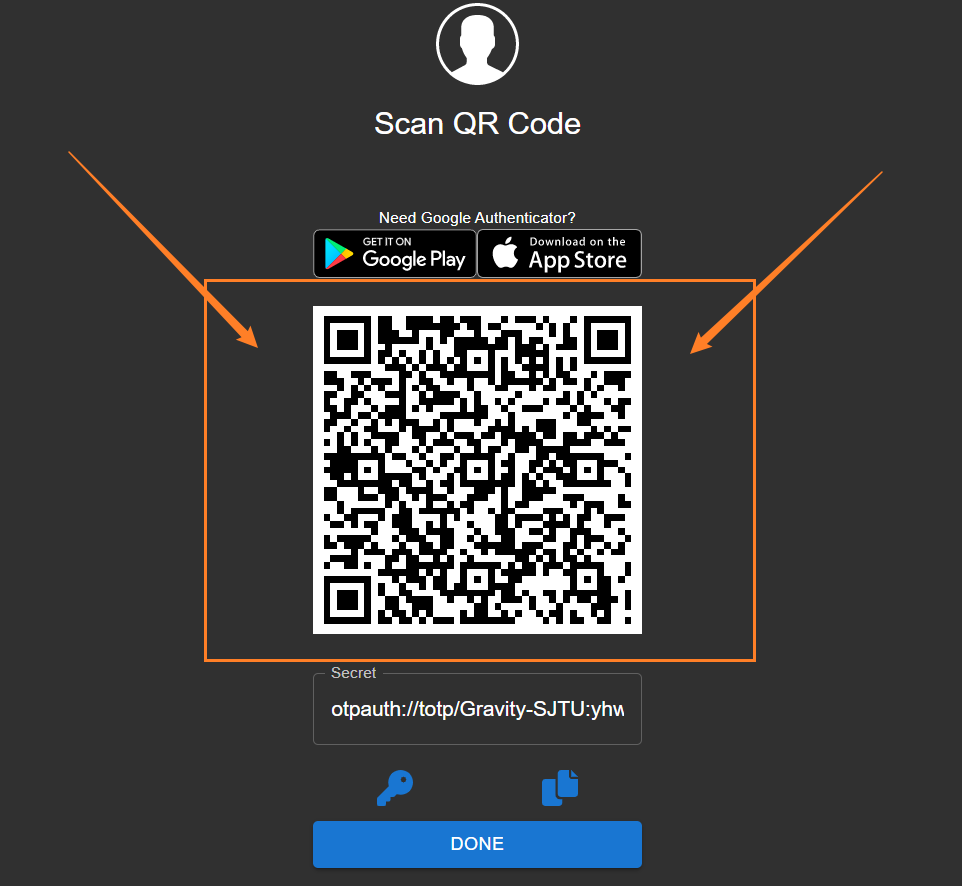 Scan QR Code
Need Google Authenticator?
GET IT ON
Google Play
Download on the
App Store
Secret
otpauth://totp/Gravity-SJTU:yhw
DONE